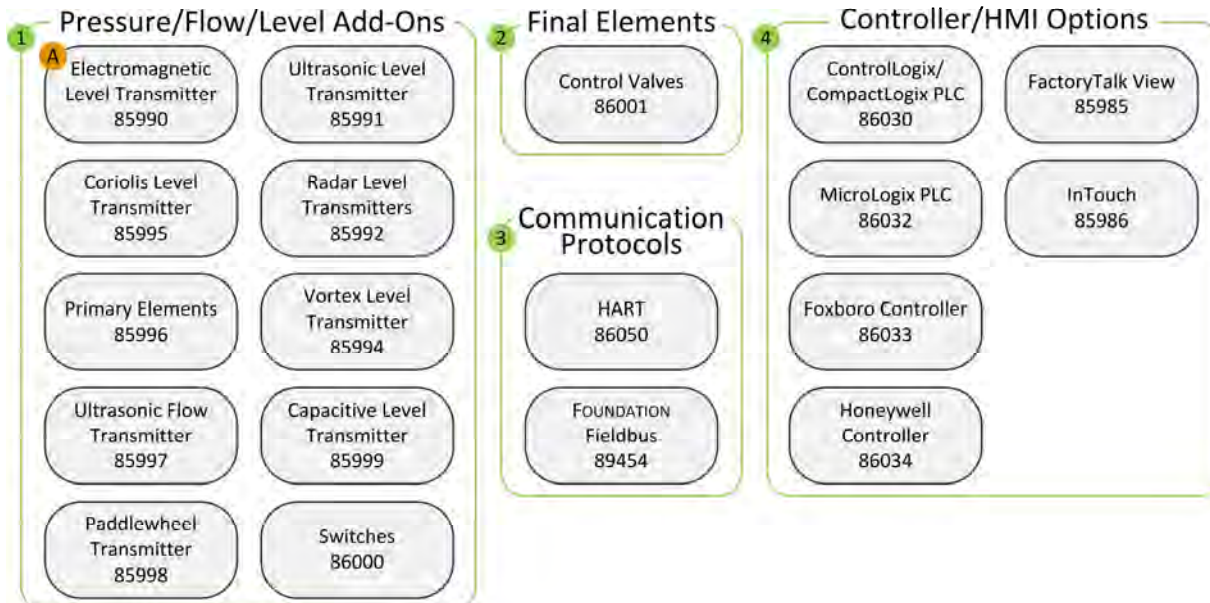 Pressure/Flow/Level Add-Ons
1
A
Electromagnetic
Level Transmitter
85990
Ultrasonic Level
Transmitter
85991
Coriolis Level
Transmitter
85995
Radar Level
Transmitters
85992
Primary Elements
85996
Vortex Level
Transmitter
85994
Ultrasonic Flow
Transmitter
85997
Capacitive Level
Transmitter
85999
Paddlewheel
Transmitter
85998
Switches
86000
Final Elements
2
Control Valves
86001
Communication
Protocols
3
HART
86050
FOUNDATION
Fieldbus
89454
Controller/HMI Options
4
ControlLogix/
CompactLogix PLC
86030
FactoryTalk View
85985
MicroLogix PLC
86032
InTouch
85986
Foxboro Controller
86033
Honeywell
Controller
86034